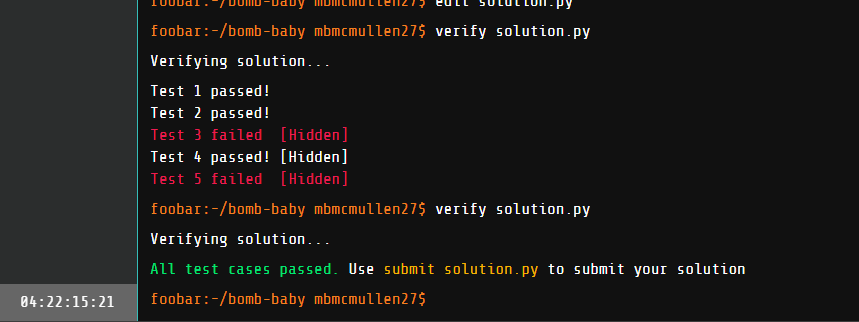 foobar:~/bomb-baby mbmcmullen27$ edit solution.py
foobar:~/bomb-baby mbmcmullen27$ verify solution.py
Verifying solution...
Test 1 passed!
Test 2 passed!
Test 3 failed  [Hidden]
Test 4 passed! [Hidden]
Test 5 failed  [Hidden]
foobar:~/bomb-baby mbmcmullen27$ verify solution.py
Verifying solution...
All test cases passed. Use submit solution.py to submit your solution
04:22:15:21
foobar:~/bomb-baby mbmcmullen27$